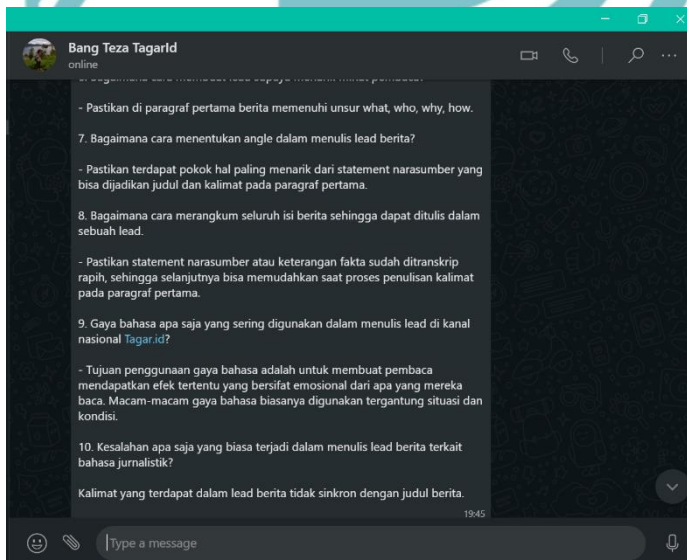 Bang Teza TagarId
online
- Pastikan di paragraf pertama berita memenuhi unsur what, who, why, how.
7. Bagaimana cara menentukan angle dalam menulis lead berita?
- Pastikan terdapat pokok hal paling menarik dari statement narasumber yang
bisa dijadikan judul dan kalimat pada paragraf pertama.
8. Bagaimana cara merangkum seluruh isi berita sehingga dapat ditulis dalam
sebuah lead.
- Pastikan statement narasumber atau keterangan fakta sudah ditranskrip
rapih, sehingga selanjutnya bisa memudahkan saat proses penulisan kalimat
pada paragraf pertama.
9. Gaya bahasa apa saja yang sering digunakan dalam menulis lead di kanal
nasional Tagar.id?
- Tujuan penggunaan gaya bahasa adalah untuk membuat pembaca
mendapatkan efek tertentu yang bersifat emosional dari apa yang mereka
baca. Macam-macam gaya bahasa biasanya digunakan tergantung situasi dan
kondisi.
10. Kesalahan apa saja yang biasa terjadi dalam menulis lead berita terkait
bahasa jurnalistik?
Kalimat yang terdapat dalam lead berita tidak sinkron dengan judul berita.
19:45
Type a message